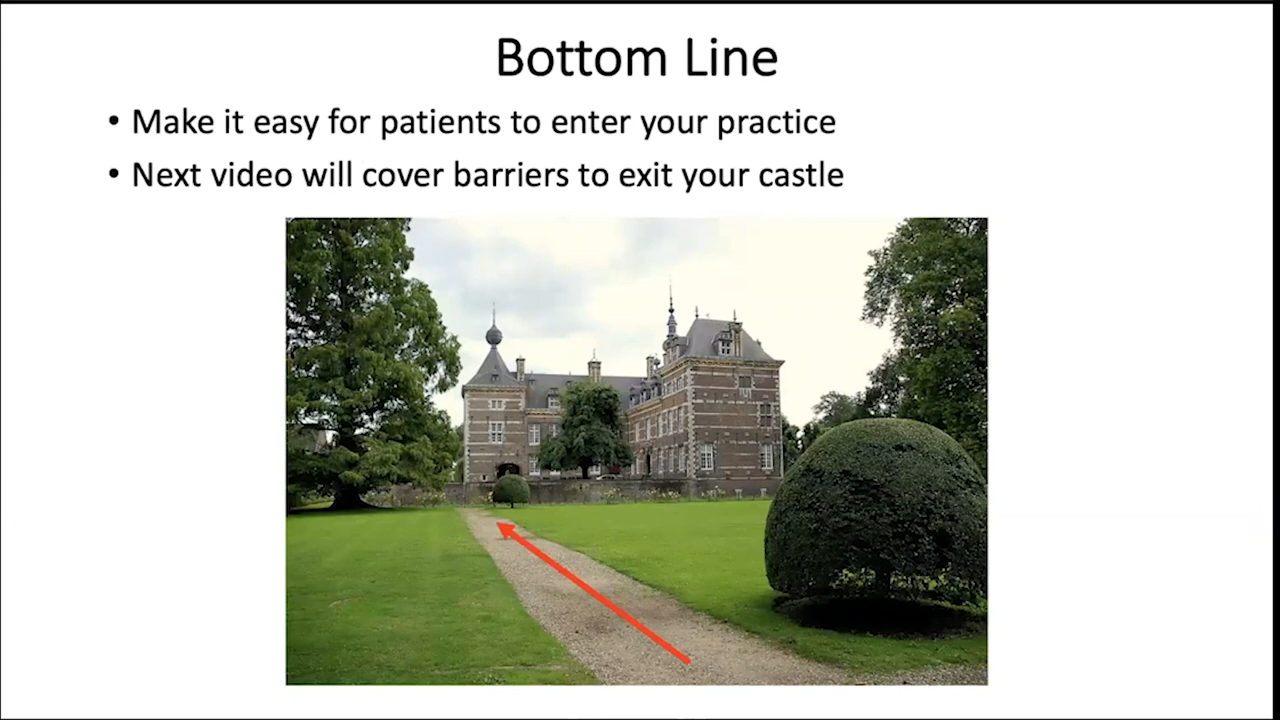 Bottom Line
• Make it easy for patients to enter your practice
• Next video will cover barriers to exit your castle